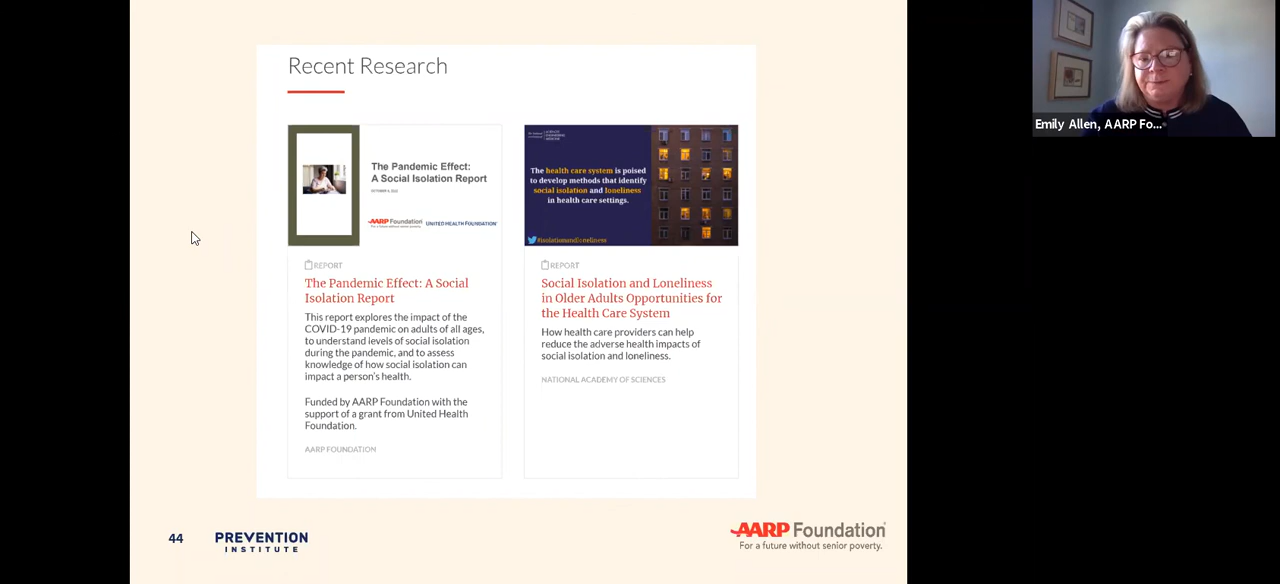 Recent Research
The Pandemic Effect:
A Social Isolation Report
AARP Foundation
UNITED HEALTH FOUNDATION
REPORT
The Pandemic Effect: A Social
Isolation Report
This report explores the impact of the
COVID-19 pandemic on adults of all ages,
to understand levels of social isolation
during the pandemic, and to assess
knowledge of how social isolation can
impact a person's health.
Funded by AARP Foundation with the
support of a grant from United Health
Foundation.
AARP FOUNDATION
The health care system is poised
to develop methods that identify
social isolation and loneliness
in health care settings.
#isolationandloneliness
REPORT
Social Isolation and Loneliness
in Older Adults Opportunities for
the Health Care System
How health care providers can help
reduce the adverse health impacts of
social isolation and loneliness.
NATIONAL ACADEMY OF SCIENCES
44
PREVENTION
INSTITUTE
AARP Foundation
For a future without senior poverty.
Emily Allen, AARP Fo...